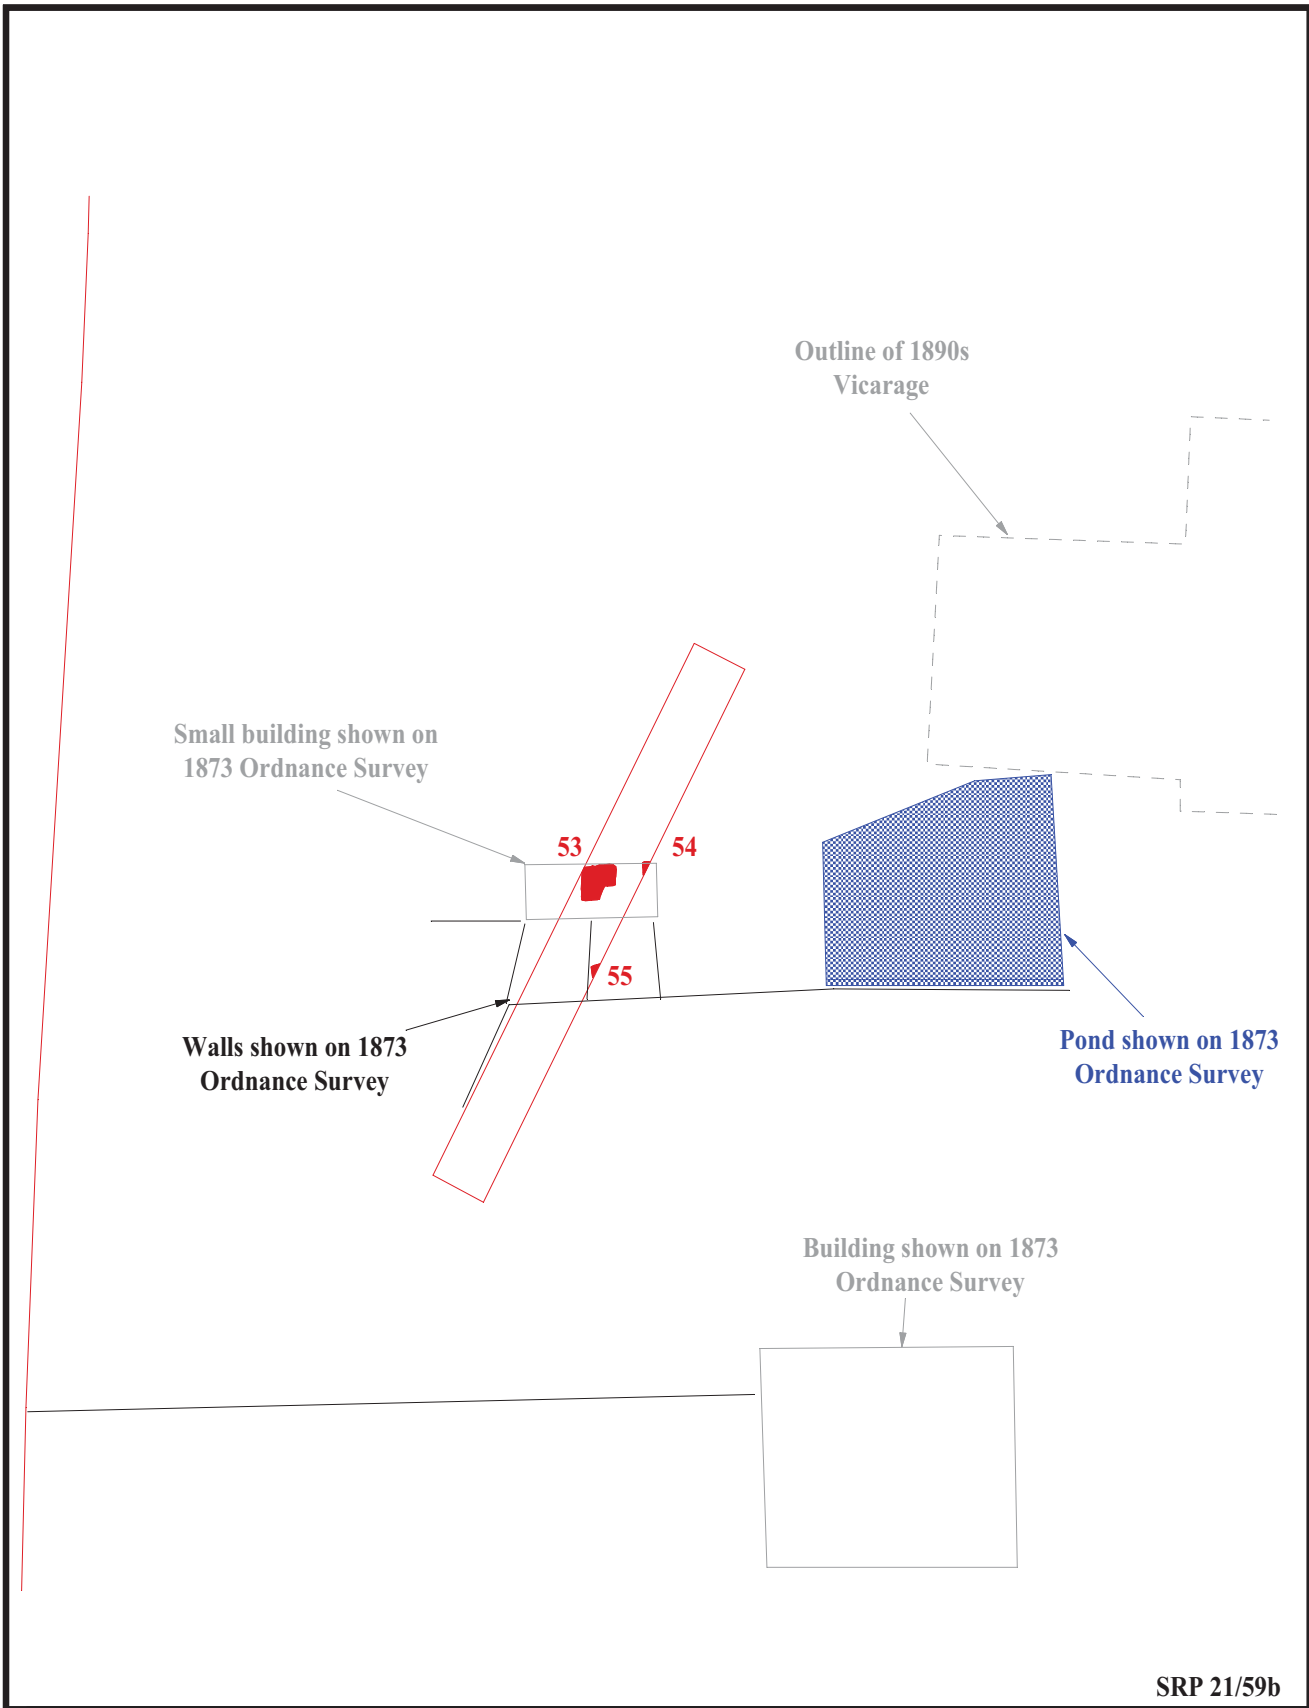 Outline of 1890s
Vicarage
Small building shown on
1873 Ordnance Survey
53
54
55
Walls shown on 1873
Ordnance Survey
Pond shown on 1873
Ordnance Survey
Building shown on 1873
Ordnance Survey
SRP 21/59b